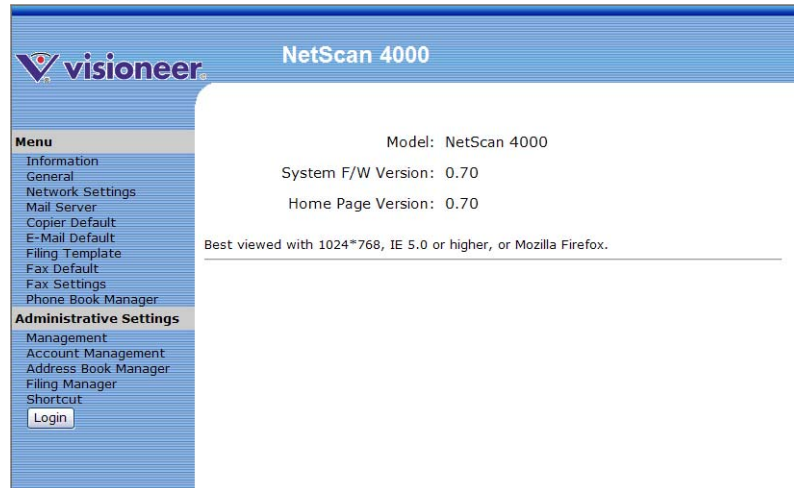 visioneer
NetScan 4000
Menu
Information
General
Network Settings
Mail Server
Copier Default
E-Mail Default
Filing Template
Fax Default
Fax Settings
Phone Book Manager
Administrative Settings
Management
Account Management
Address Book Manager
Filing Manager
Shortcut
Login
Model: NetScan 4000
System F/W Version: 0.70
Home Page Version: 0.70
Best viewed with 1024*768, IE 5.0 or higher, or Mozilla Firefox.